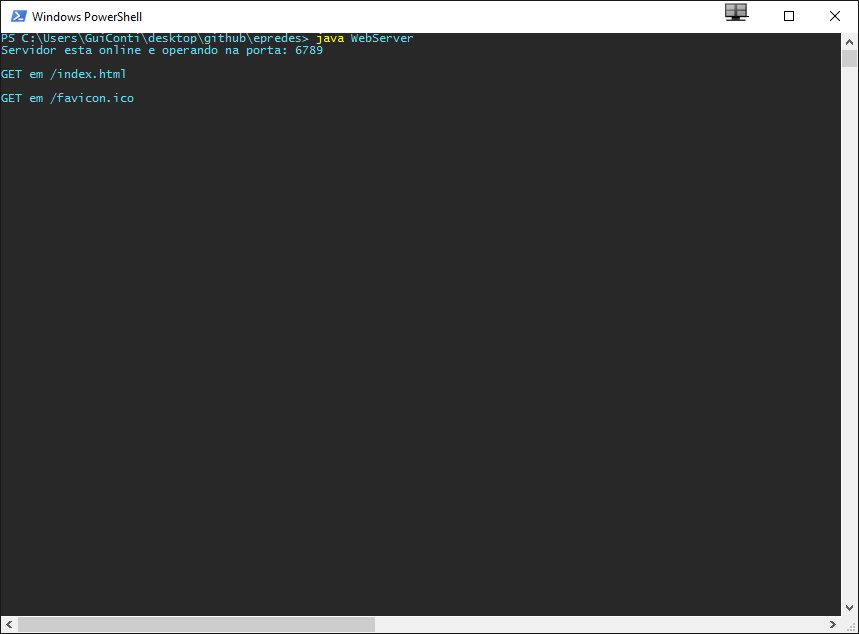 Windows PowerShell
PS C:\Users\GuiConti\desktop\github\epredes> java WebServer
Servidor esta online e operando na porta: 6789
GET em /index.html
GET em /favicon.ico